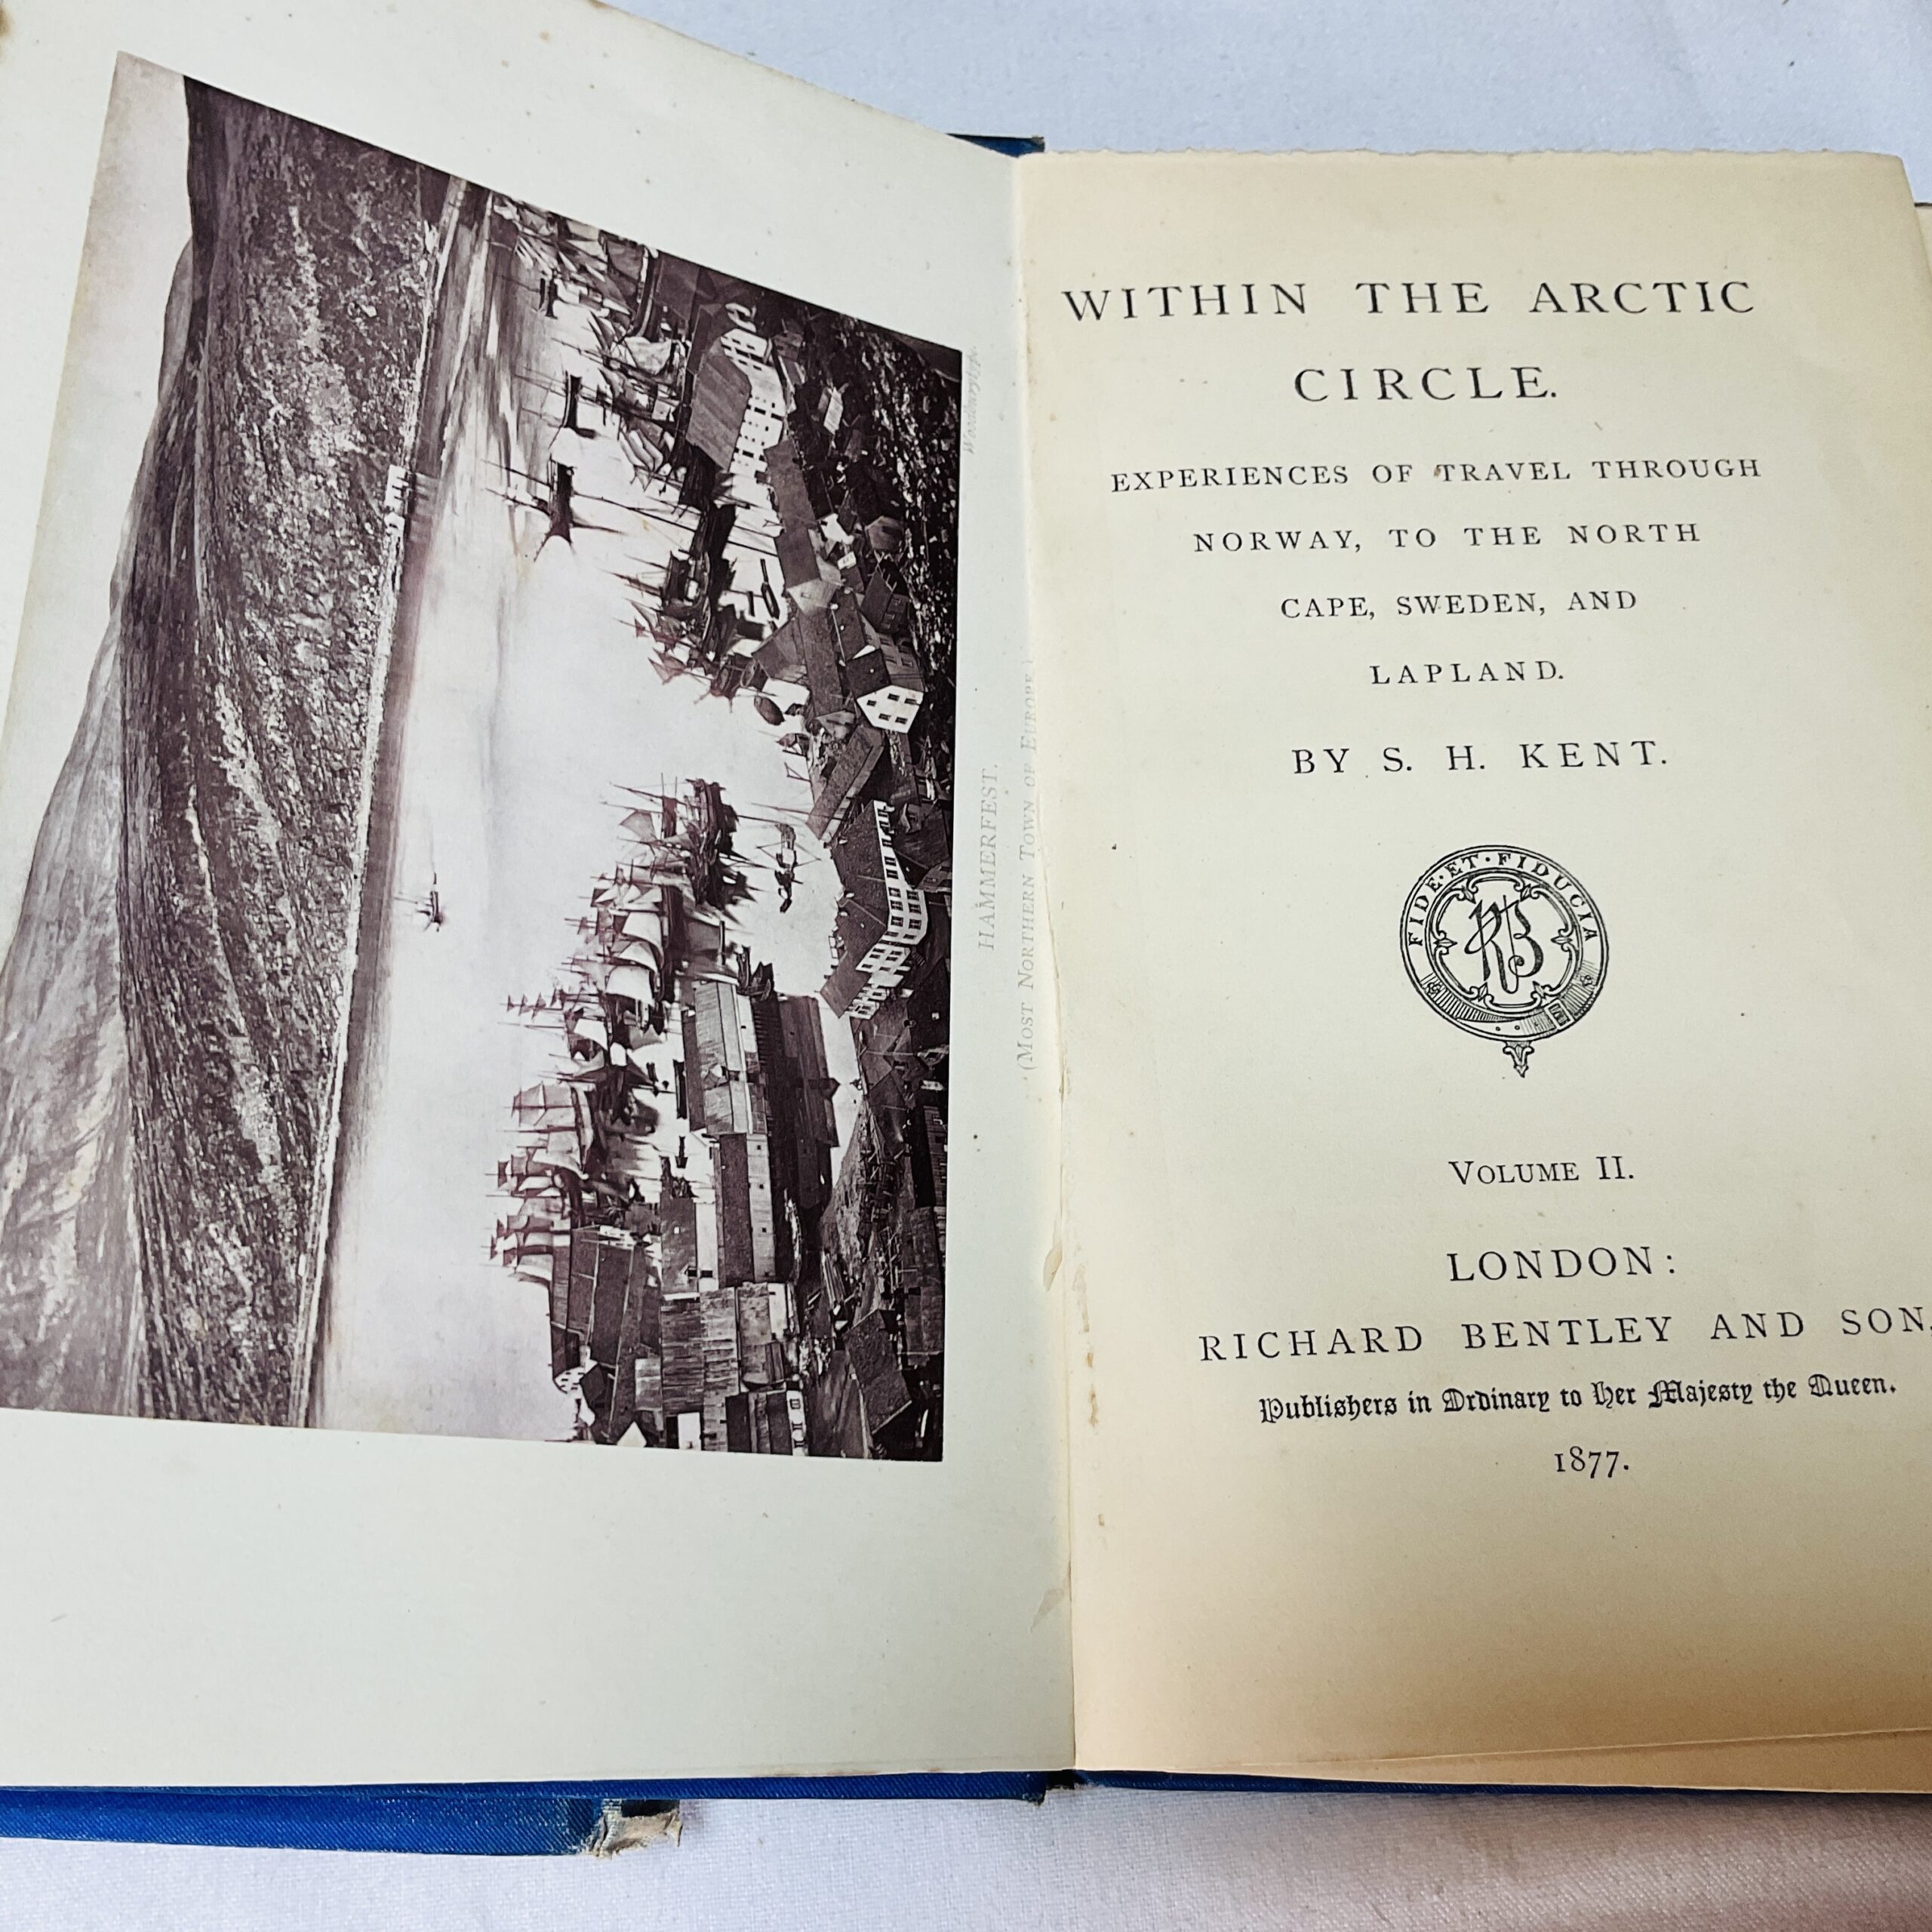 Woodburytype.
HAMMERFEST.
(MOST NORTHERN TOWN OF EUROPE.)
WITHIN THE ARCTIC
CIRCLE.
EXPERIENCES OF TRAVEL THROUGH
NORWAY, TO THE NORTH
CAPE, SWEDEN, AND
LAPLAND.
BY S. H. KENT.
FIDE·ET·FIDUCIA
RB
VOLUME II.
LONDON:
RICHARD BENTLEY AND SON,
Publishers in Ordinary to Her Majesty the Queen.
1877.